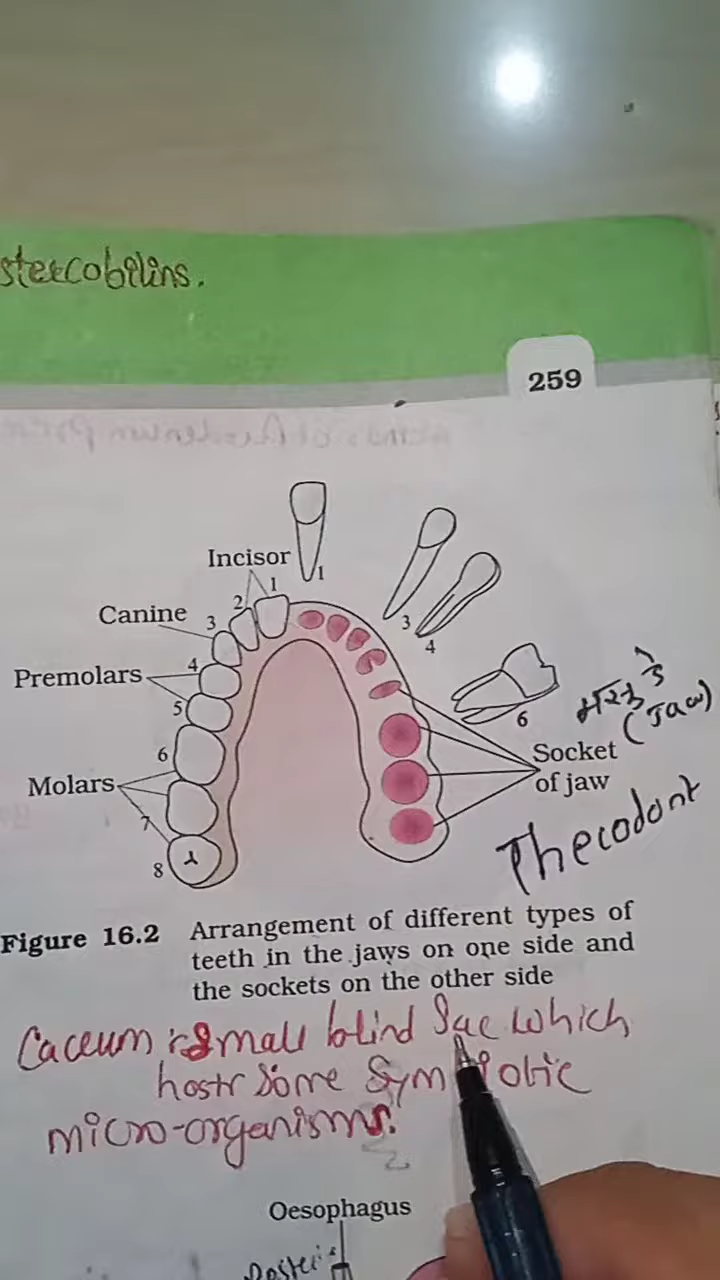 stercobilins.
259
Incisor
1
1
2
Canine
3
3
4
4
Premolars
5
6
6
(Jaw)
Socket
of jaw
Molars
7
8
Thecodont
Figure 16.2 Arrangement of different types of
teeth in the jaws on one side and
the sockets on the other side
Caceum is small blind Sac which
hosts Some Symbiotic
micro-organisms.
Oesophagus